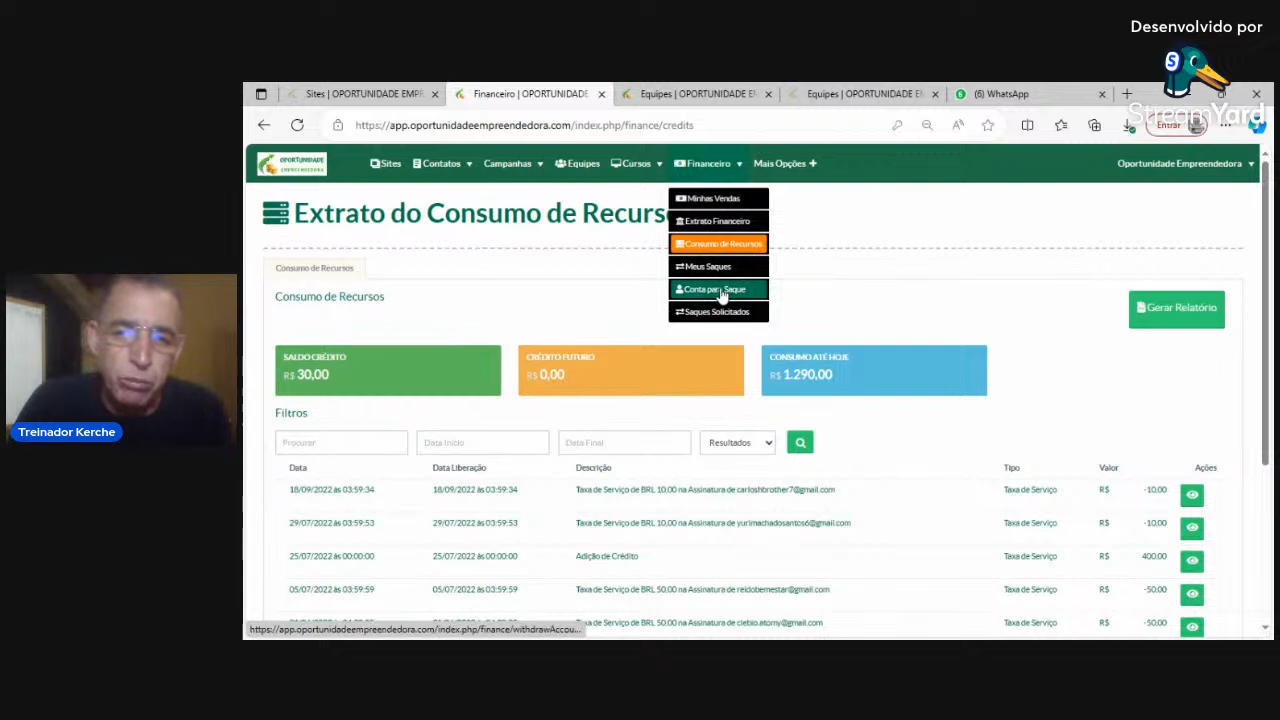 Desenvolvido por
StreamYard
Sites | OPORTUNIDADE EMPR
Financeiro | OPORTUNIDADE
Equipes | OPORTUNIDADE EM
Equipes | OPORTUNIDADE EM
(6) WhatsApp
https://app.oportunidadeempreendedora.com/index.php/finance/credits
Entrar
OPORTUNIDADE
EMPREENDEDORA
Sites
Contatos
Campanhas
Equipes
Cursos
Financeiro
Mais Opções
Oportunidade Empreendedora
Minhas Vendas
Extrato Financeiro
Consumo de Recursos
Meus Saques
Conta para Saque
Saques Solicitados
Extrato do Consumo de Recurs
Consumo de Recursos
Consumo de Recursos
Gerar Relatório
SALDO CRÉDITO
R$ 30,00
CRÉDITO FUTURO
R$ 0,00
CONSUMO ATÉ HOJE
R$ 1.290,00
Filtros
Procurar
Data Início
Data Final
Resultados
Data Data Liberação Descrição Tipo Valor Ações
18/09/2022 às 03:59:34 18/09/2022 às 03:59:34 Taxa de Serviço de BRL 10,00 na Assinatura de carloshbrother7@gmail.com Taxa de Serviço R$ -10,00
29/07/2022 às 03:59:53 29/07/2022 às 03:59:53 Taxa de Serviço de BRL 10,00 na Assinatura de yurimachadosantos6@gmail.com Taxa de Serviço R$ -10,00
25/07/2022 às 00:00:00 25/07/2022 às 00:00:00 Adição de Crédito Taxa de Serviço R$ 400,00
05/07/2022 às 03:59:59 05/07/2022 às 03:59:59 Taxa de Serviço de BRL 50,00 na Assinatura de reidobemestar@gmail.com Taxa de Serviço R$ -50,00
Taxa de Serviço de BRL 50,00 na Assinatura de clebio.atomy@gmail.com Taxa de Serviço R$ -50,00
https://app.oportunidadeempreendedora.com/index.php/finance/withdrawAccou...
Treinador Kerche